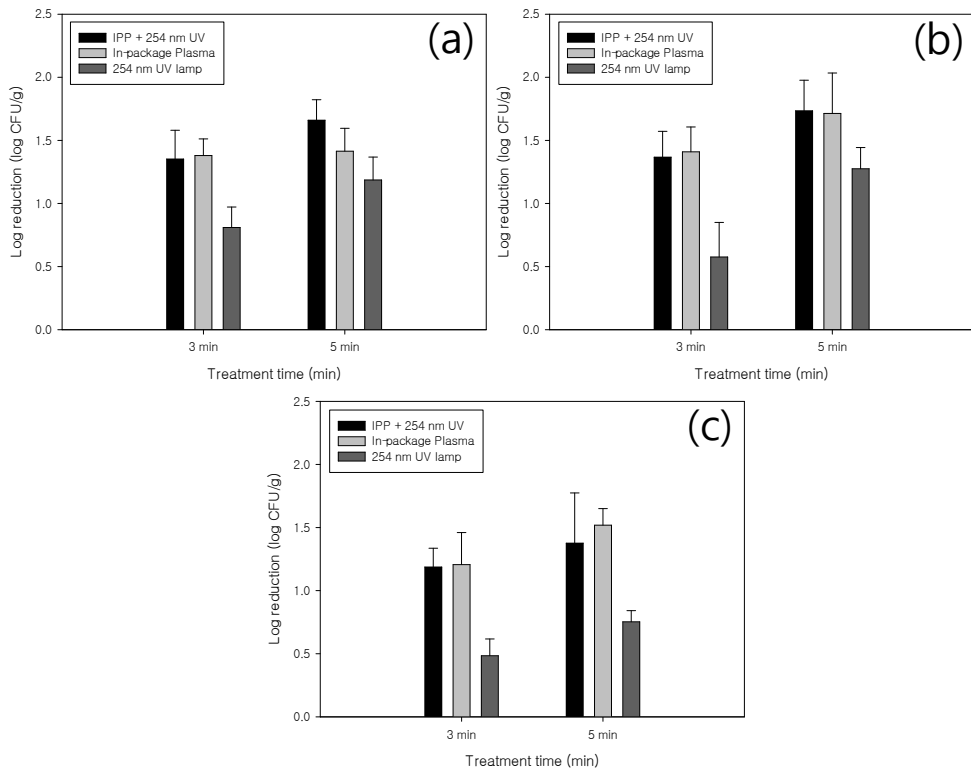 (a)
IPP + 254 nm UV
In-package Plasma
254 nm UV lamp
Log reduction (log CFU/g)
2.5
2.0
1.5
1.0
0.5
0.0
3 min
5 min
Treatment time (min)
(b)
IPP + 254 nm UV
In-package Plasma
254 nm UV lamp
Log reduction (log CFU/g)
2.5
2.0
1.5
1.0
0.5
0.0
3 min
5 min
Treatment time (min)
(c)
IPP + 254 nm UV
In-package Plasma
254 nm UV lamp
Log reduction (log CFU/g)
2.5
2.0
1.5
1.0
0.5
0.0
3 min
5 min
Treatment time (min)